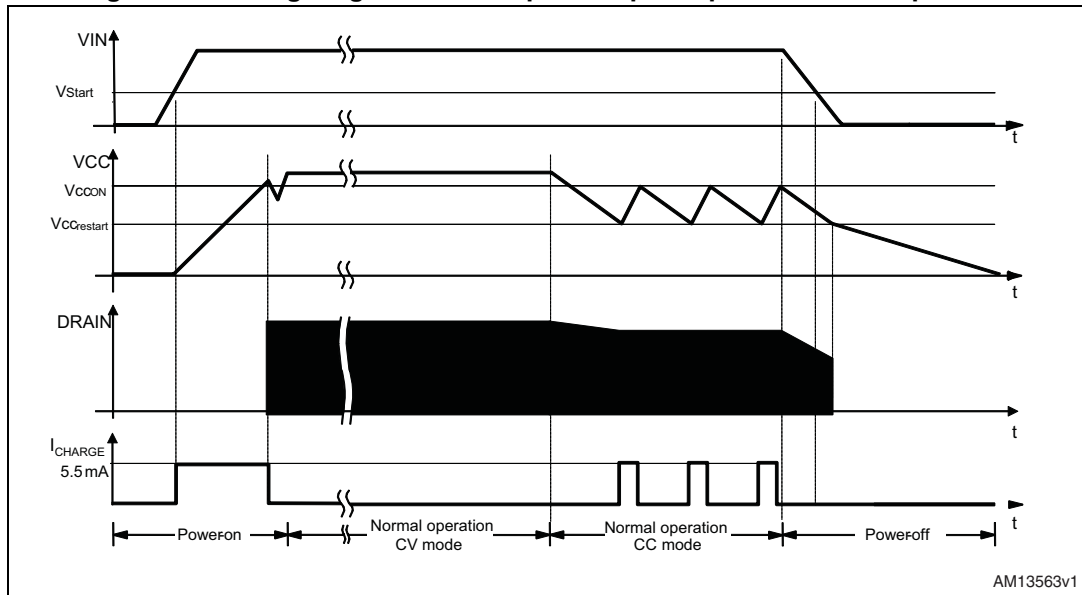 VIN
VStart
t
VCC
VCCON
VCCrestart
t
DRAIN
t
ICHARGE
5.5 mA
t
Power-on
Normal operation
CV mode
Normal operation
CC mode
Power-off
AM13563v1